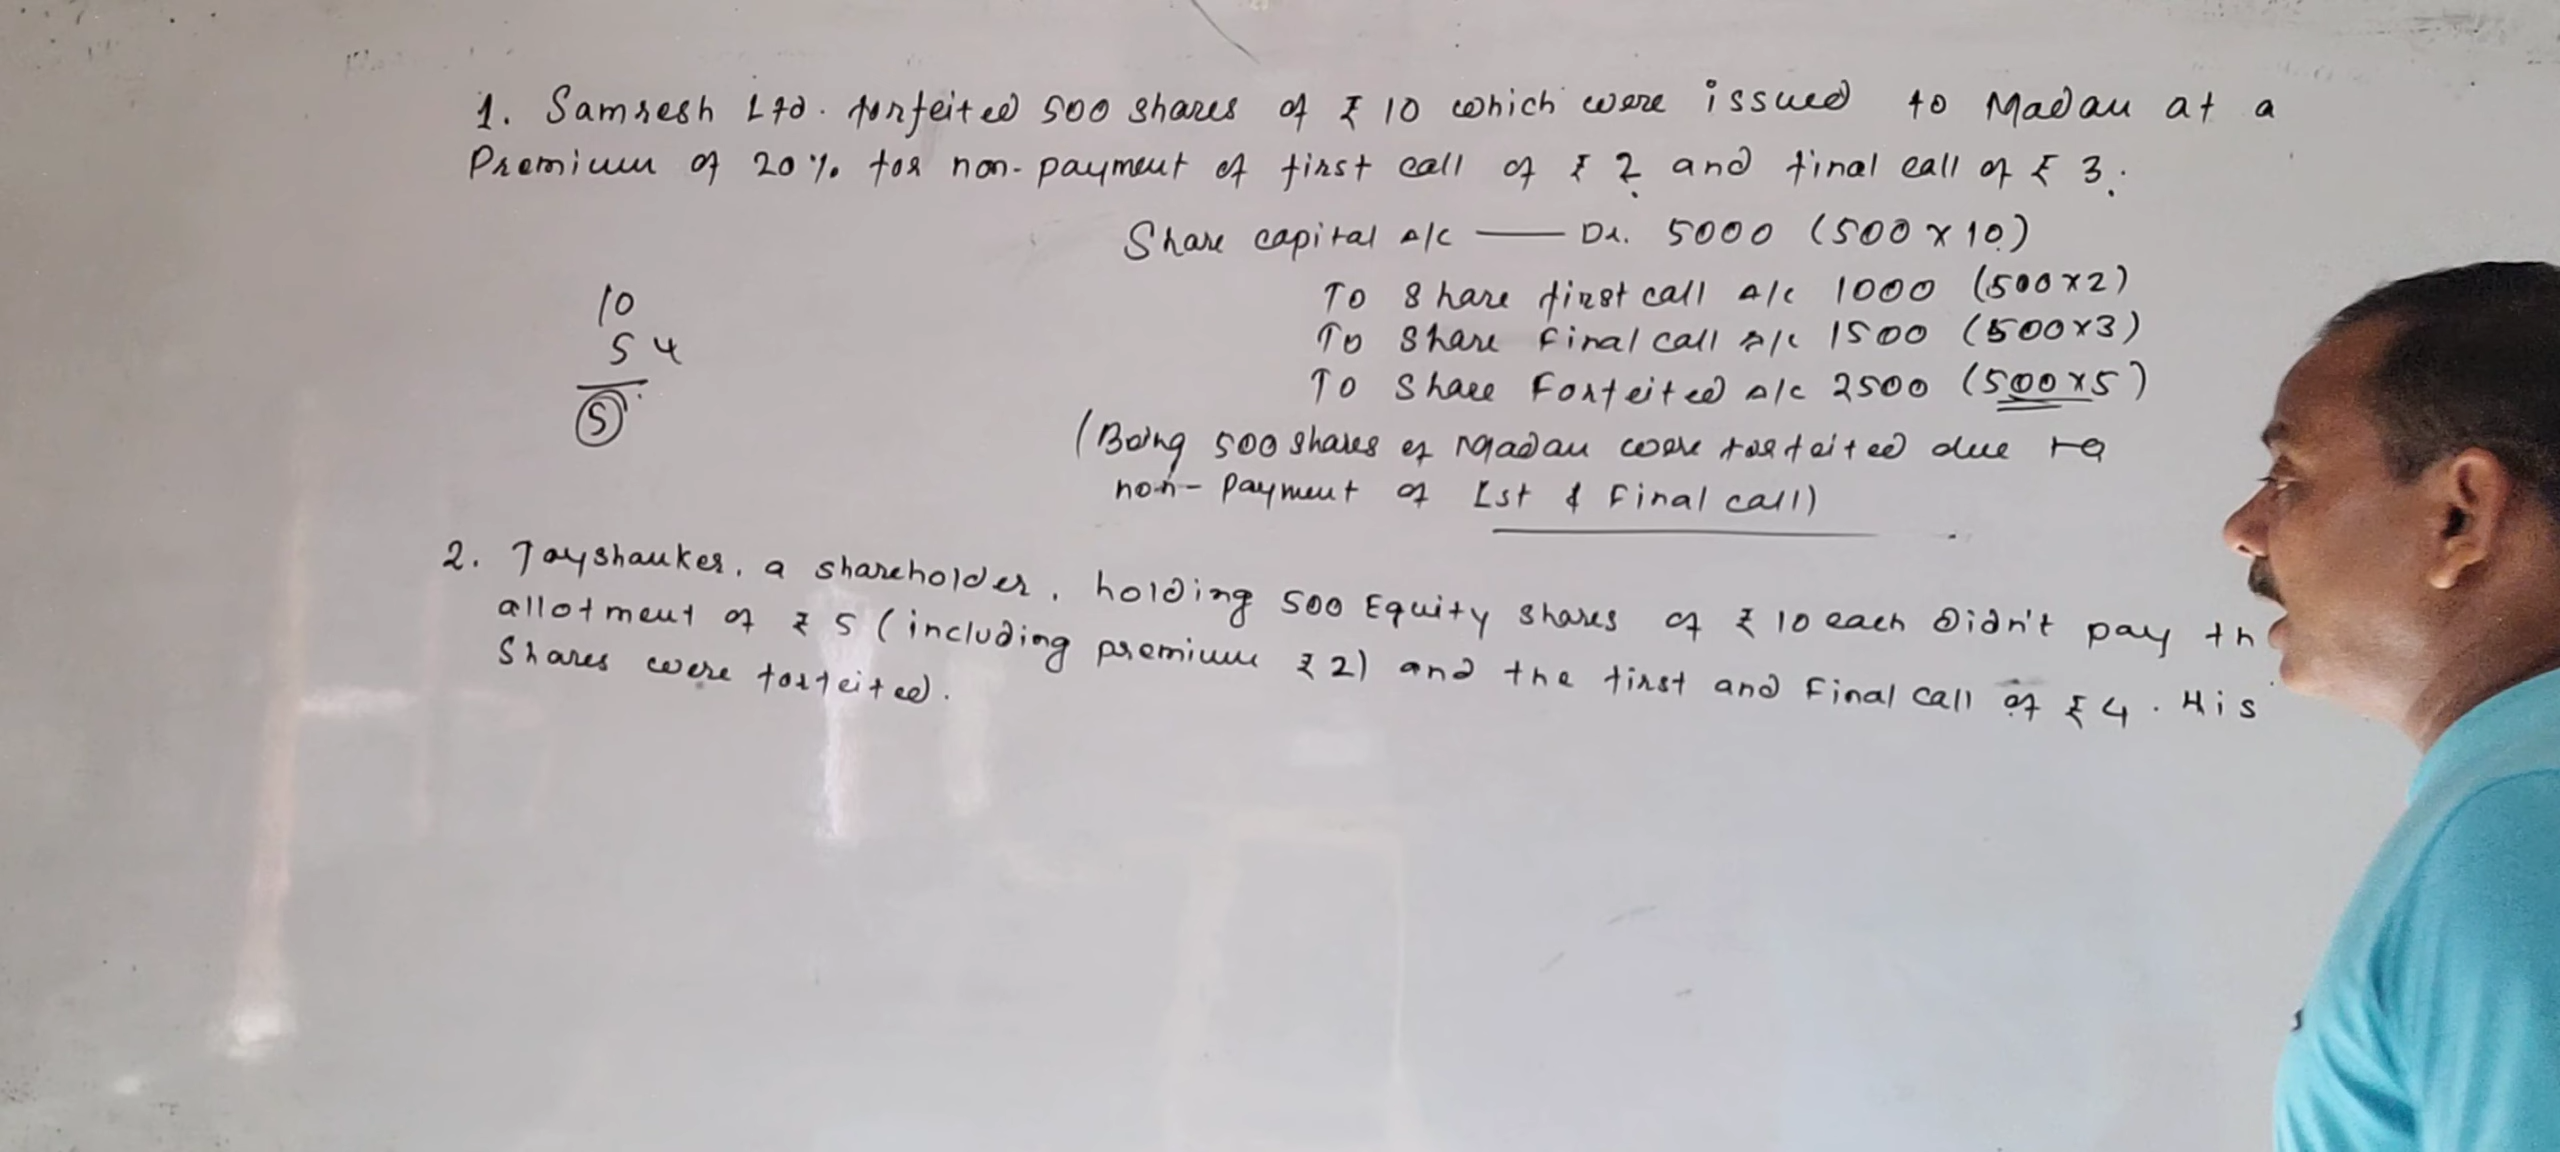 1. Samresh Ltd. forfeited 500 shares of ₹ 10 which were issued to Madan at a
Premium of 20% for non-payment of first call of ₹ 2 and final call of ₹ 3.
Share capital A/c — Dr. 5000 (500 x 10)
To Share first call A/c 1000 (500x2)
To Share Final call A/c 1500 (500x3)
To Share Forfeited A/c 2500 (500x5)
(Being 500 shares of Madan were forfeited due to
non-payment of Ist & Final call)
10
5 4
5
2. Jayshanker, a shareholder, holding 500 Equity shares of ₹ 10 each Didn't pay th
allotment of ₹ 5 (including premium ₹ 2) and the first and Final call of ₹ 4. His
Shares were forfeited.